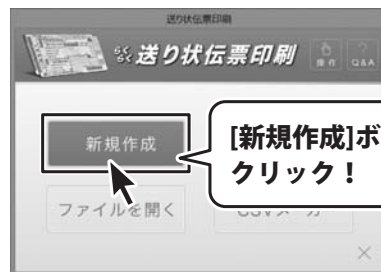 送り状伝票印刷
らくらく送り状伝票印刷
操作
Q&A
新規作成
[新規作成]ボ
クリック！
ファイルを開く